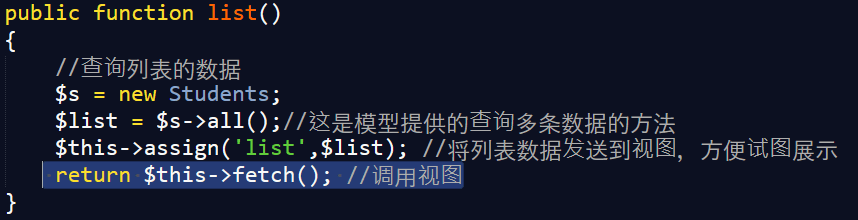 public function list()
{
//查询列表的数据
$s = new Students;
$list = $s->all();//这是模型提供的查询多条数据的方法
$this->assign('list',$list); //将列表数据发送到视图，方便试图展示
return $this->fetch(); //调用视图
}